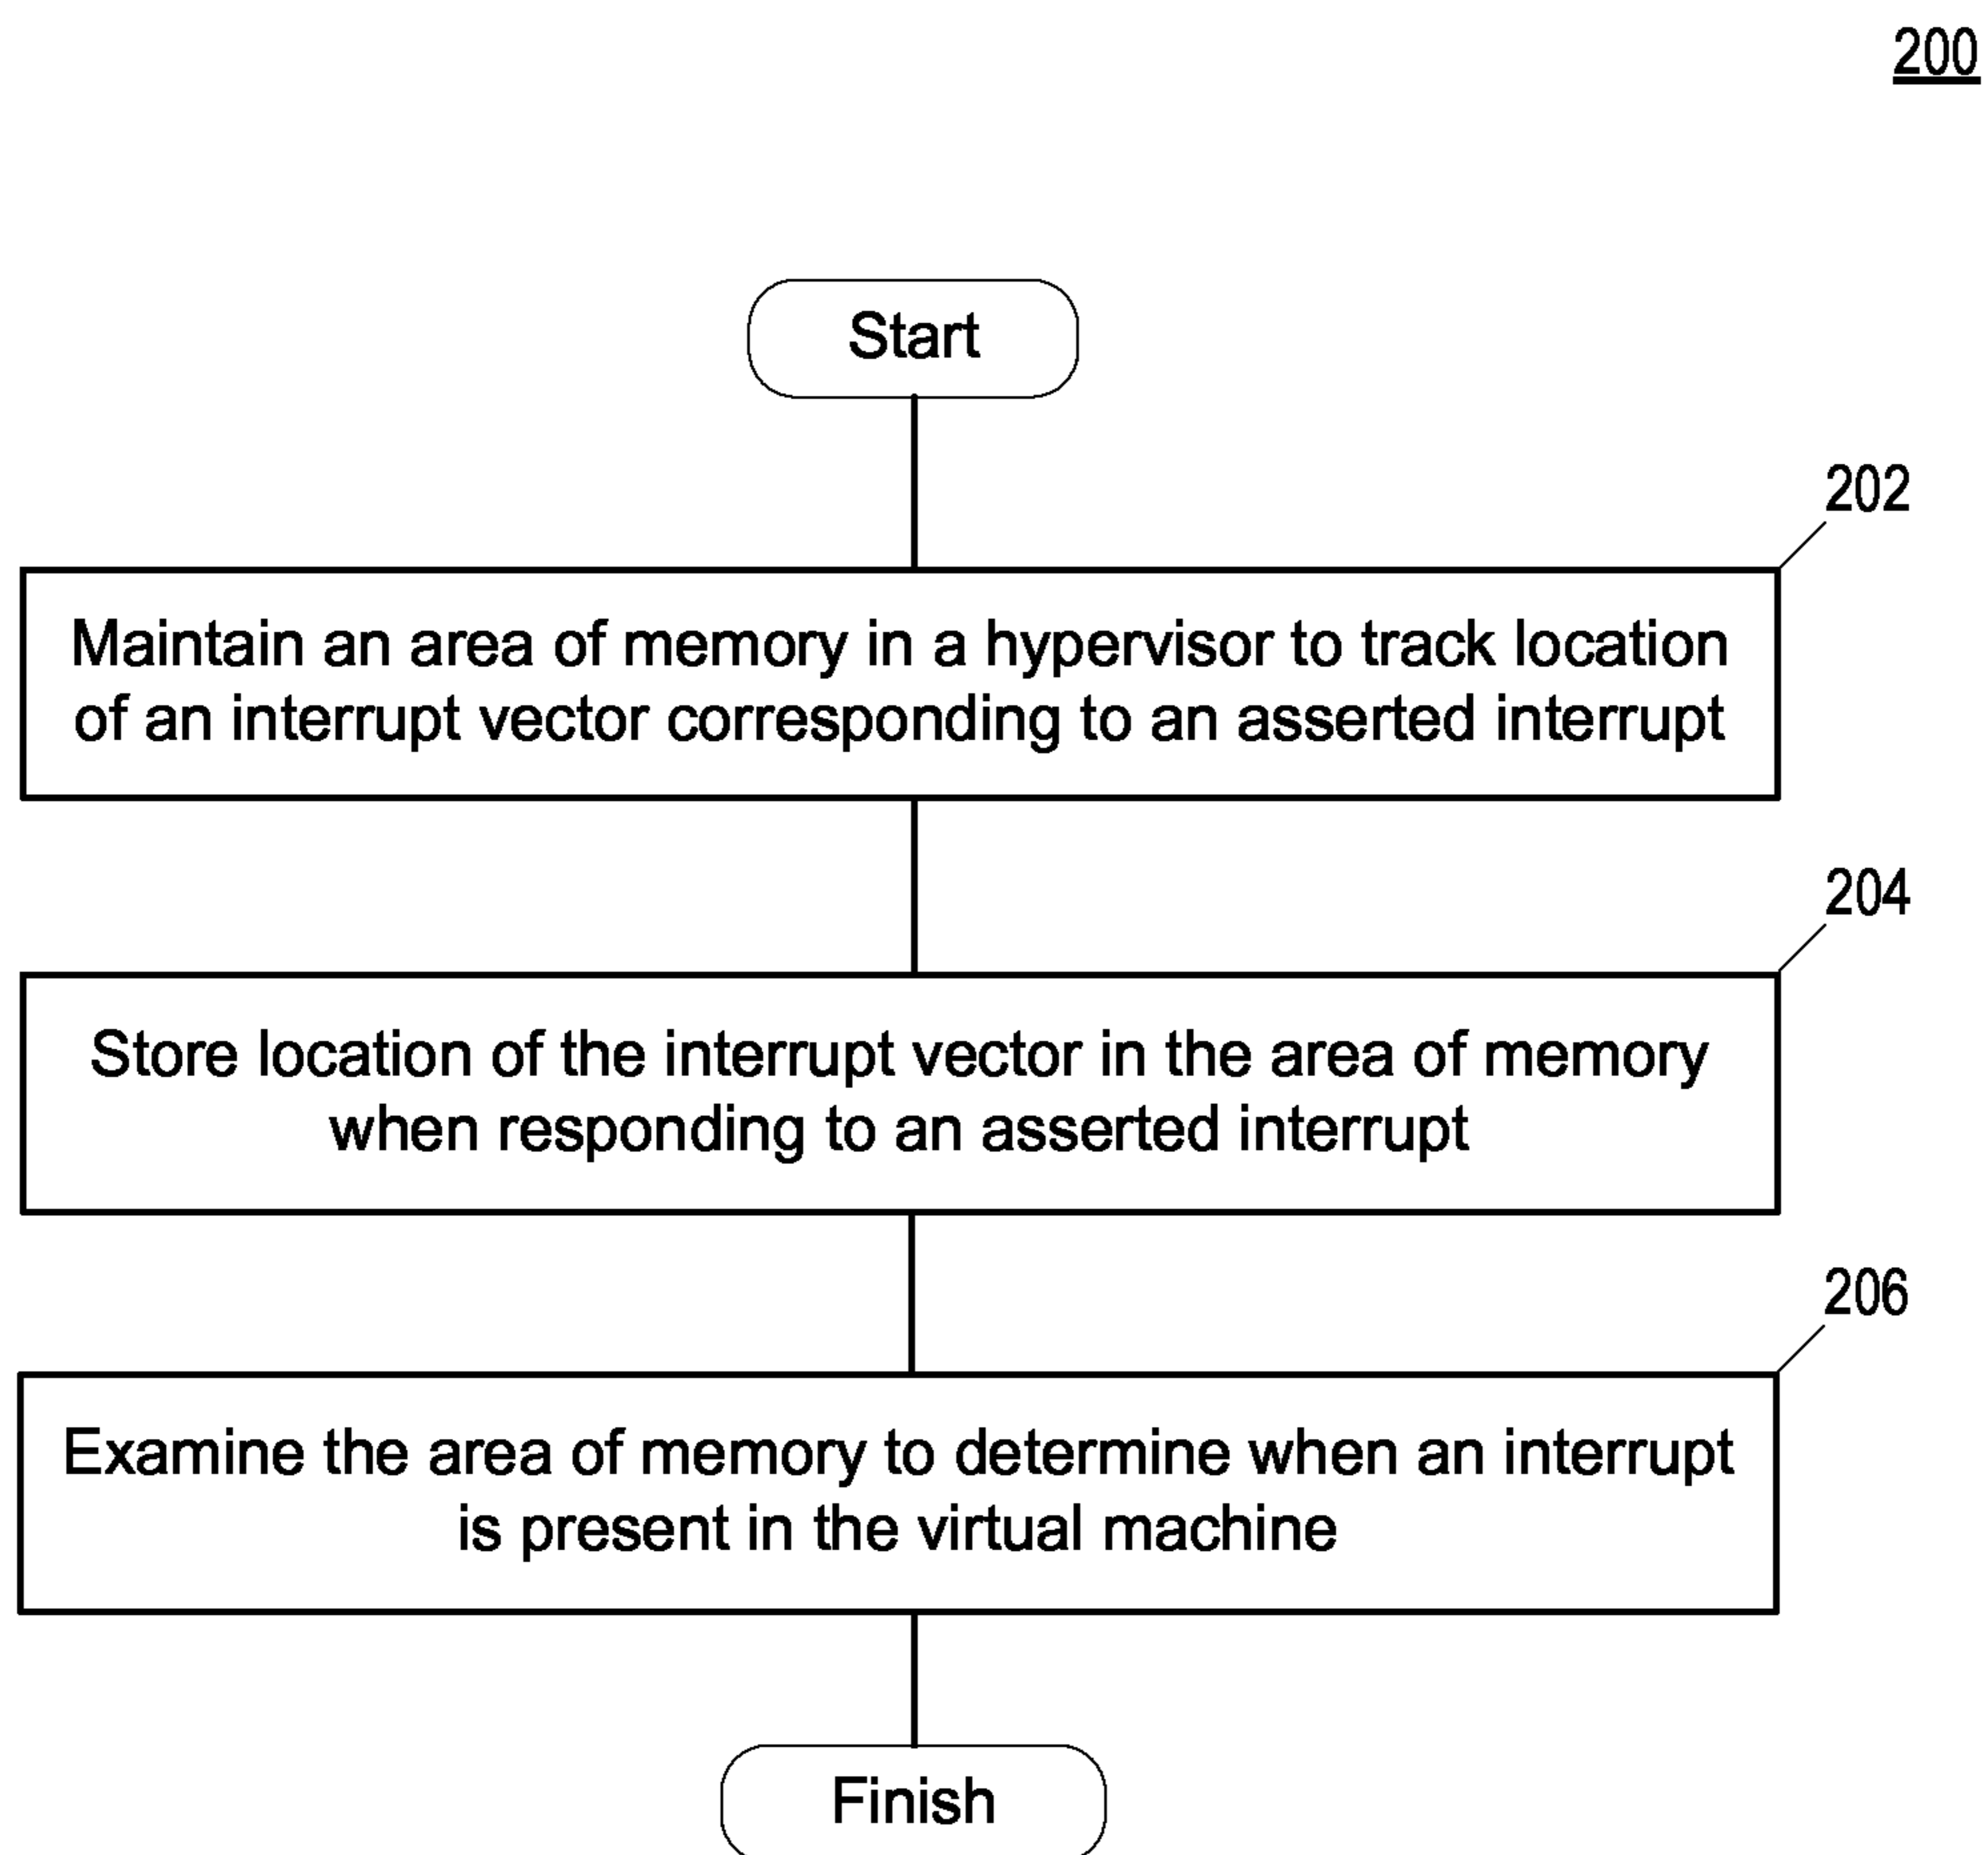 200
Start
202
Maintain an area of memory in a hypervisor to track location
of an interrupt vector corresponding to an asserted interrupt
204
Store location of the interrupt vector in the area of memory
when responding to an asserted interrupt
206
Examine the area of memory to determine when an interrupt
is present in the virtual machine
Finish